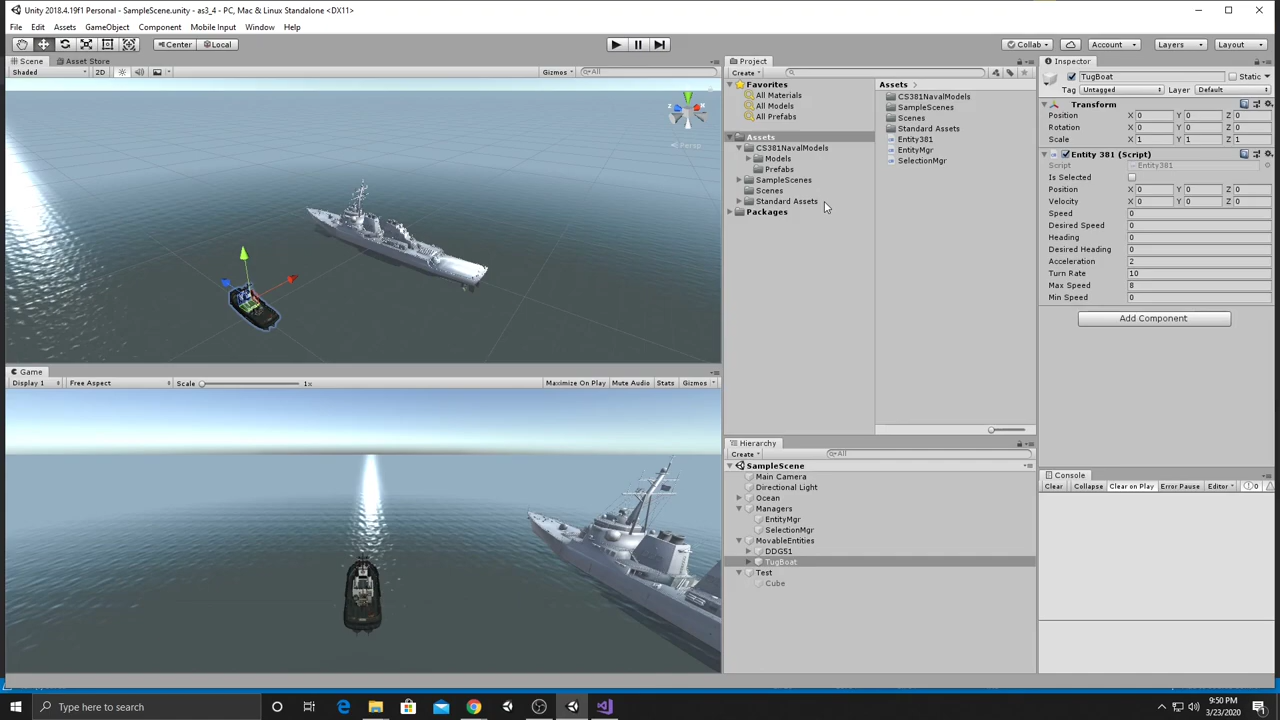 Unity 2018.4.19f1 Personal - SampleScene.unity - as3_4 - PC, Mac & Linux Standalone <DX11>
File Edit Assets GameObject Component Mobile Input Window Help
Center Local Collab Account Layers Layout
Scene Asset Store
Shaded 2D Gizmos All
z x
Persp
Game
Display 1 Free Aspect Scale 1x Maximize On Play Mute Audio Stats Gizmos
Project
Create
Favorites
All Materials
All Models
All Prefabs
Assets
CS381NavalModels
Models
Prefabs
SampleScenes
Scenes
Standard Assets
Packages
Assets
CS381NavalModels
SampleScenes
Scenes
Standard Assets
Entity381
EntityMgr
SelectionMgr
Hierarchy
Create All
SampleScene
Main Camera
Directional Light
Ocean
Managers
EntityMgr
SelectionMgr
MovableEntities
DDG51
TugBoat
Test
Cube
Inspector
TugBoat Static
Tag Untagged Layer Default
Transform
Position X 0 Y 0 Z 0
Rotation X 0 Y 0 Z 0
Scale X 1 Y 1 Z 1
Entity 381 (Script)
Script Entity381
Is Selected
Position X 0 Y 0 Z 0
Velocity X 0 Y 0 Z 0
Speed 0
Desired Speed 0
Heading 0
Desired Heading 0
Acceleration 2
Turn Rate 10
Max Speed 8
Min Speed 0
Add Component
Console
Clear Collapse Clear on Play Error Pause Editor 0
Type here to search
9:50 PM
3/23/2020